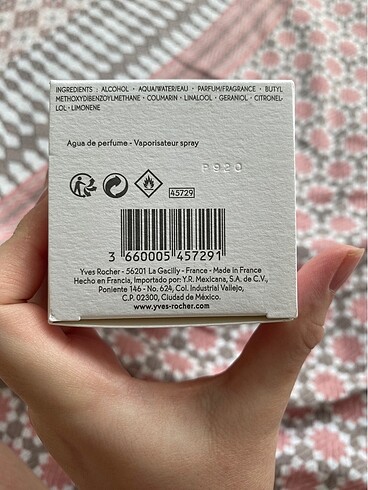 INGREDIENTS : ALCOHOL • AQUA/WATER/EAU • PARFUM/FRAGRANCE • BUTYL
METHOXYDIBENZOYLMETHANE • COUMARIN • LINALOOL • GERANIOL • CITRONEL-
LOL • LIMONENE
Agua de perfume - Vaporisateur spray
P920
45729
3 660005 457291
Yves Rocher - 56201 La Gacilly - France - Made in France
Hecho en Francia, Importado por: Y.R. Mexicana, S.A. de C.V.,
Poniente 146 - No. 624, Col. Industrial Vallejo,
C.P. 02300, Ciudad de México.
www.yves-rocher.com